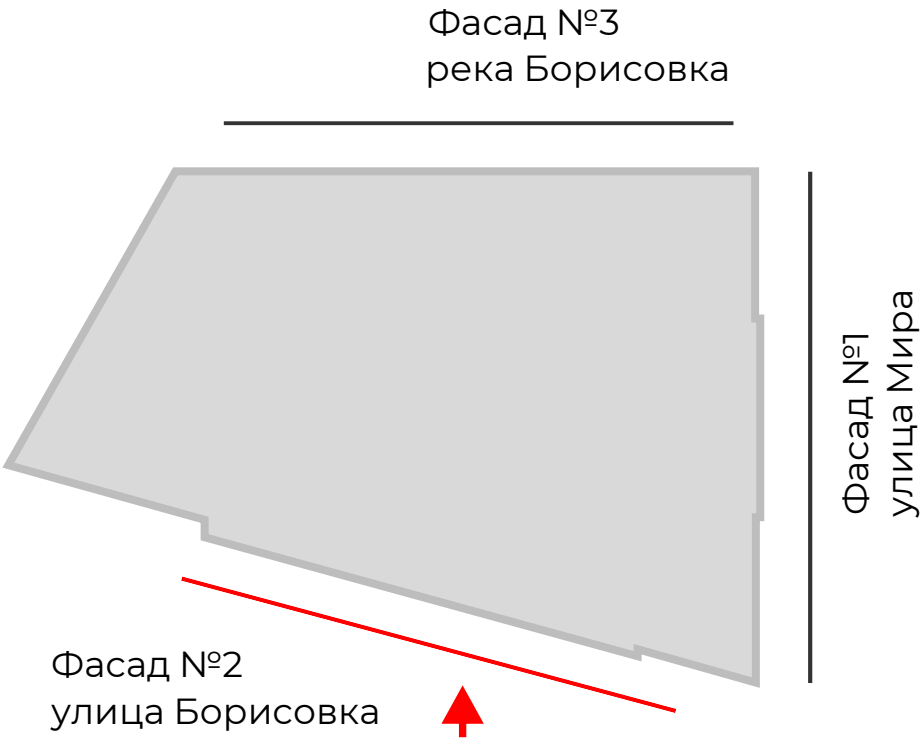 Фасад №3
река Борисовка
Фасад №1
улица Мира
Фасад №2
улица Борисовка